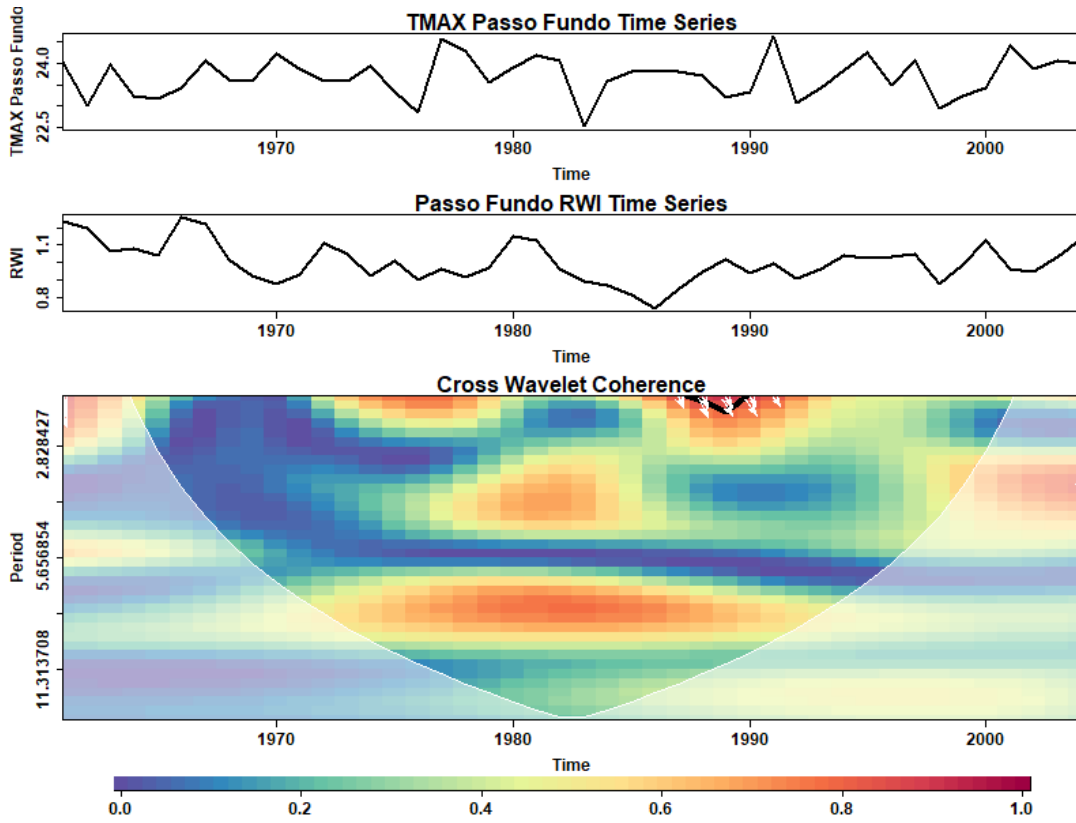 TMAX Passo Fundo Time Series
TMAX Passo Fundo
24.0
22.5
1970 1980 1990 2000
Time
Passo Fundo RWI Time Series
RWI
1.1
0.8
1970 1980 1990 2000
Time
Cross Wavelet Coherence
Period
2.828427
5.656854
11.313708
1970 1980 1990 2000
Time
0.0 0.2 0.4 0.6 0.8 1.0